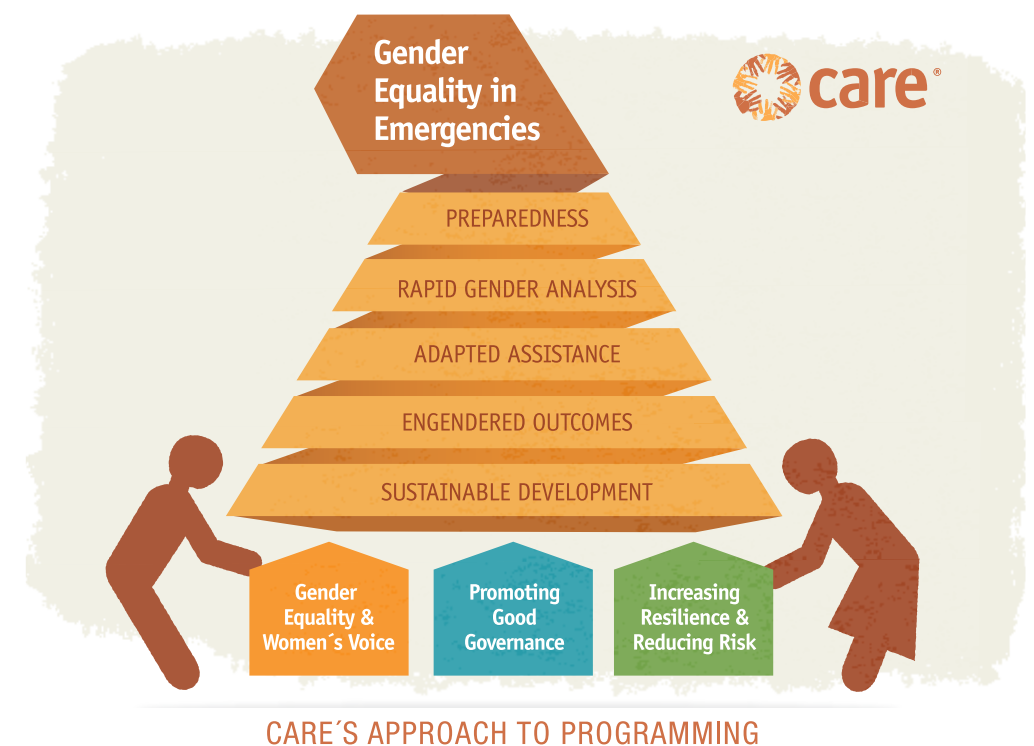 Gender
Equality in
Emergencies
care®
PREPAREDNESS
RAPID GENDER ANALYSIS
ADAPTED ASSISTANCE
ENGENDERED OUTCOMES
SUSTAINABLE DEVELOPMENT
Gender
Equality &
Women´s Voice
Promoting
Good
Governance
Increasing
Resilience &
Reducing Risk
CARE´S APPROACH TO PROGRAMMING